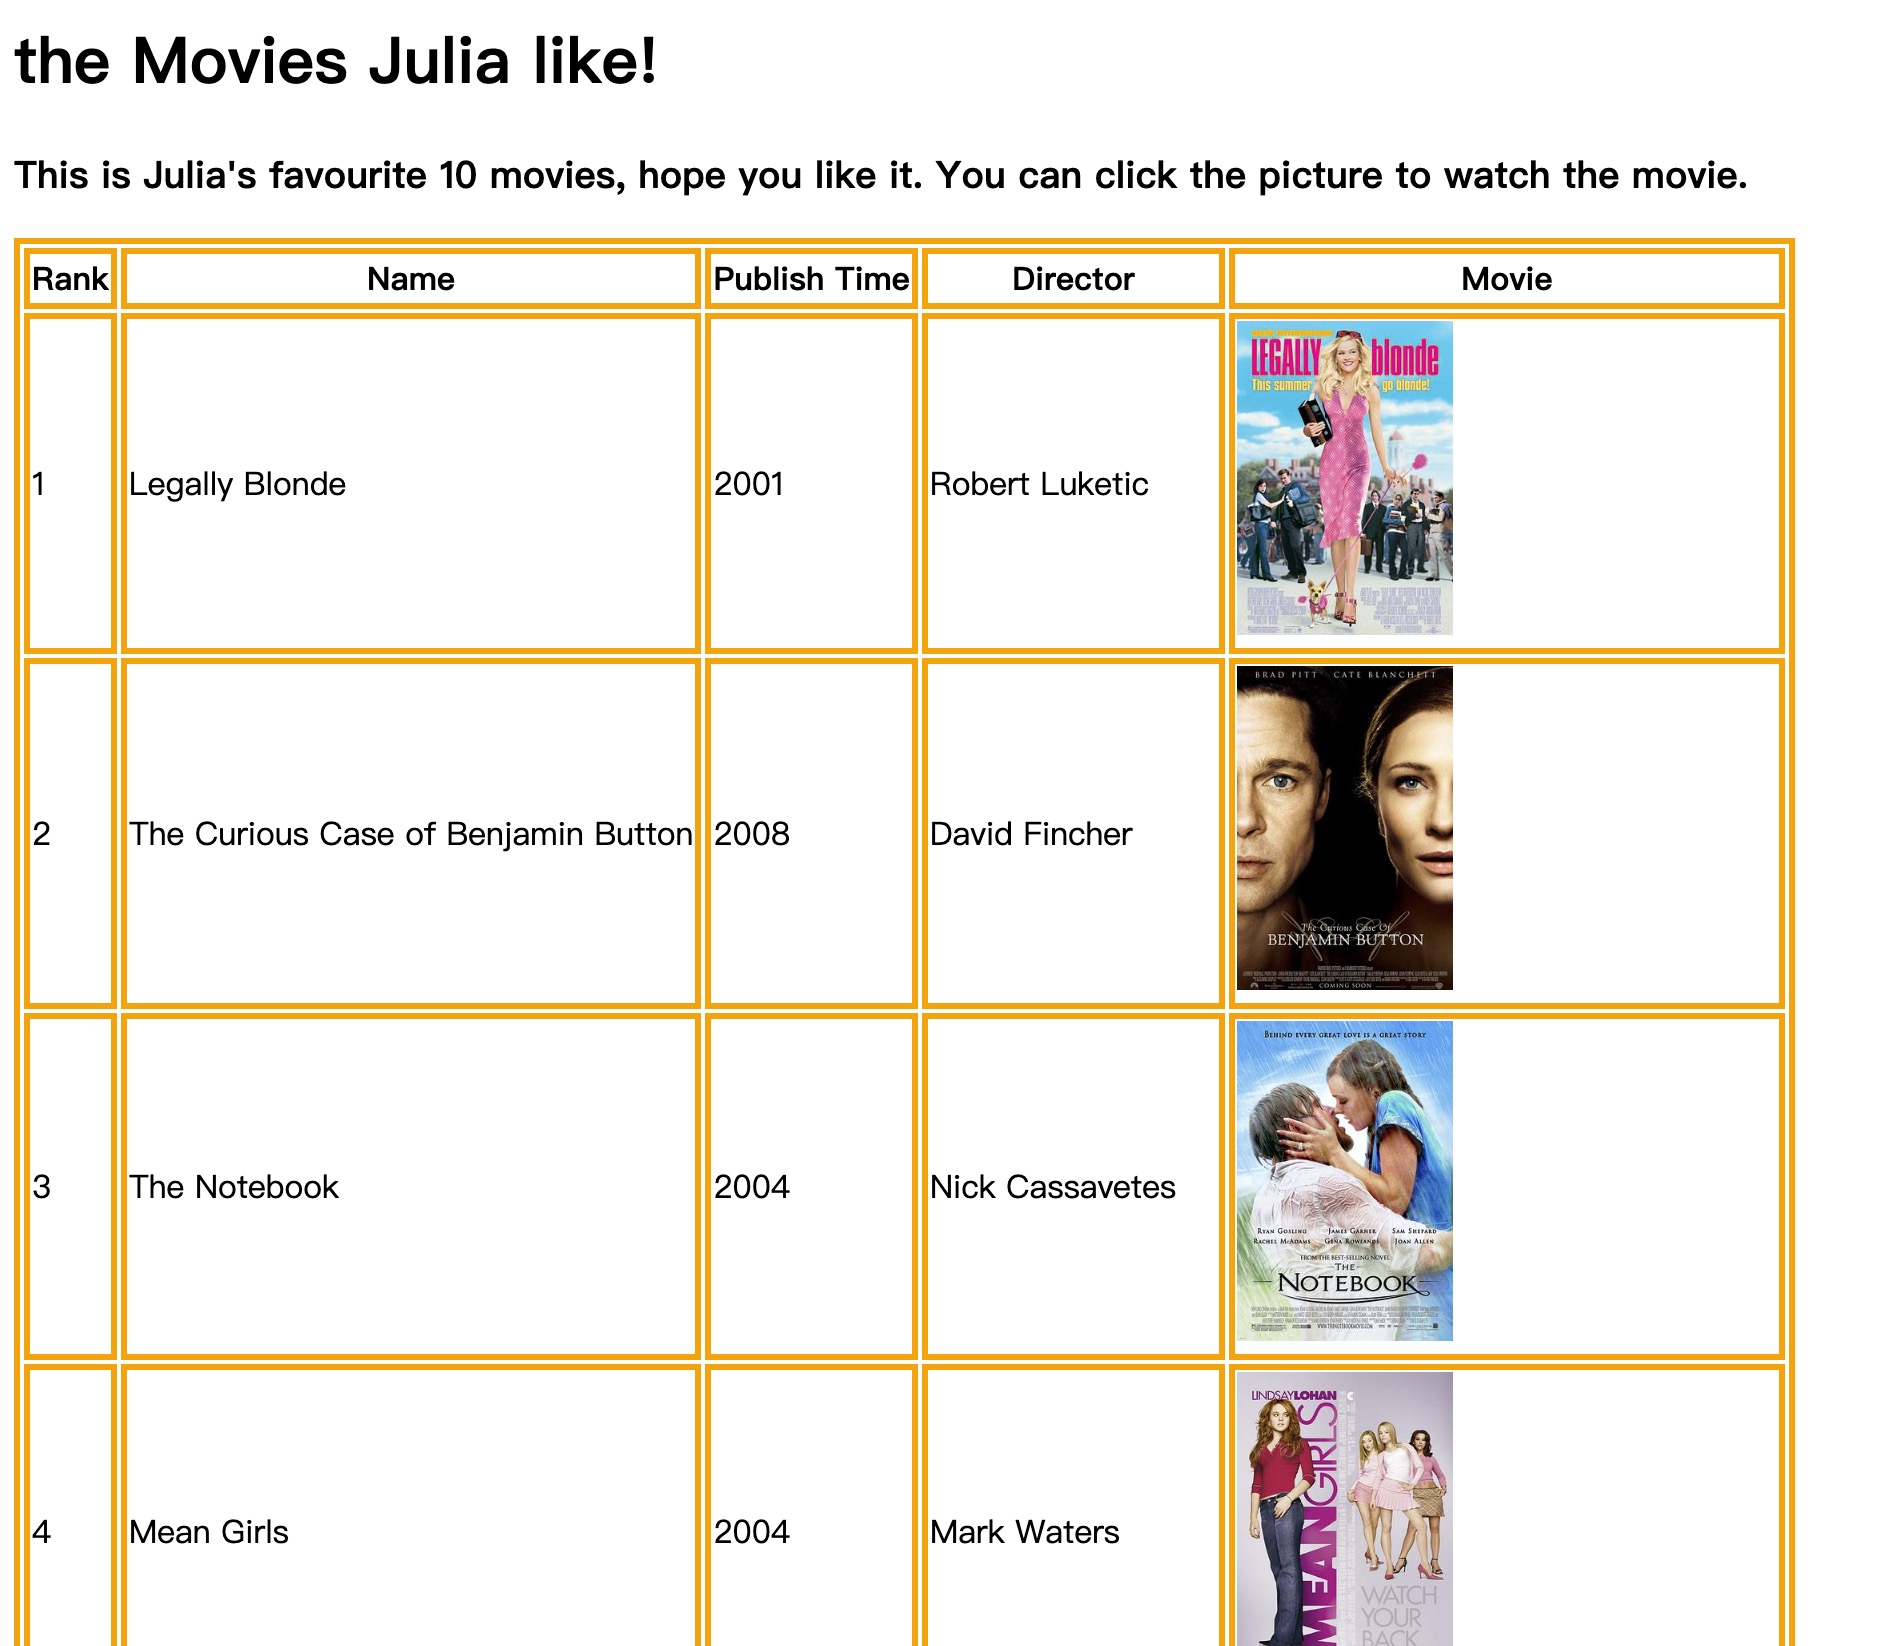 the Movies Julia like!
This is Julia's favourite 10 movies, hope you like it. You can click the picture to watch the movie.
Rank Name Publish Time Director Movie
1 Legally Blonde 2001 Robert Luketic
LEGALLY blonde
This summer go blonde!
2 The Curious Case of Benjamin Button 2008 David Fincher
BRAD PITT CATE BLANCHETT
The Curious Case Of
BENJAMIN BUTTON
COMING SOON
3 The Notebook 2004 Nick Cassavetes
BEHIND EVERY GREAT LOVE IS A GREAT STORY
RYAN GOSLING JAMES GARNER SAM SHEPARD
RACHEL MCADAMS GENA ROWLANDS JOAN ALLEN
FROM THE BEST-SELLING NOVEL
THE
NOTEBOOK
WWW.THENOTEBOOKMOVIE.COM
4 Mean Girls 2004 Mark Waters
LINDSAY LOHAN
MEAN GIRLS
WATCH
YOUR
BACK